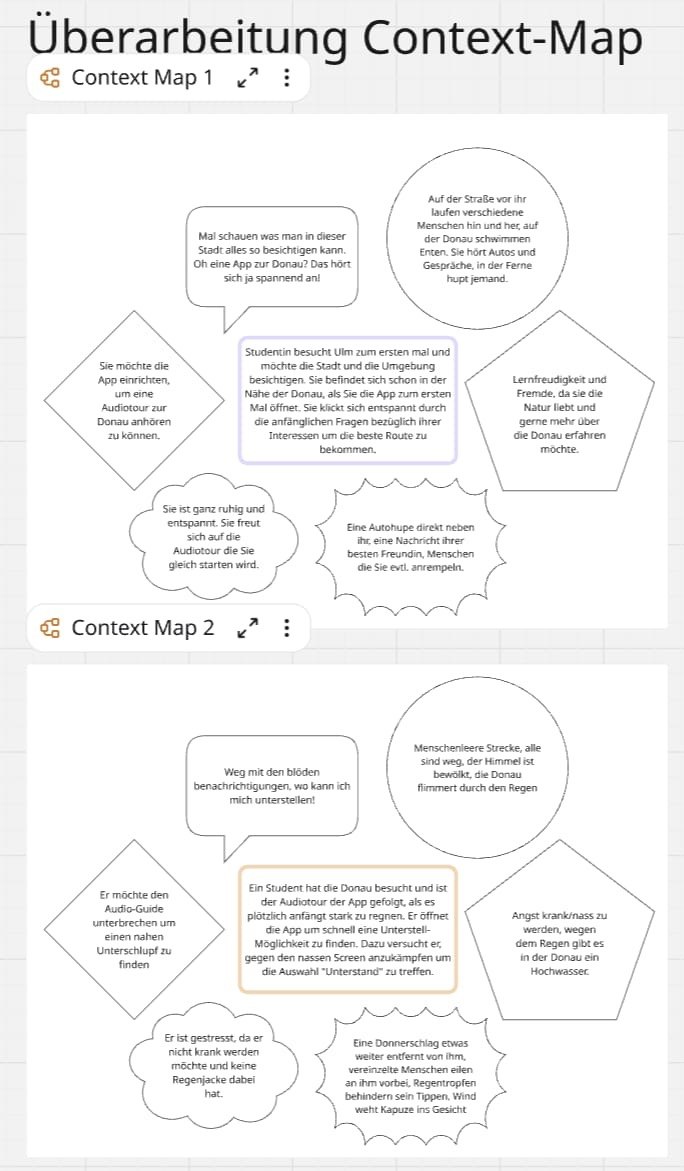 Überarbeitung Context-Map
Context Map 1
Auf der Straße vor ihr
laufen verschiedene
Menschen hin und her, auf
der Donau schwimmen
Enten. Sie hört Autos und
Gespräche, in der Ferne
hupt jemand.
Mal schauen was man in dieser
Stadt alles so besichtigen kann.
Oh eine App zur Donau? Das hört
sich ja spannend an!
Sie möchte die
App einrichten,
um eine
Audiotour zur
Donau anhören
zu können.
Studentin besucht Ulm zum ersten mal und
möchte die Stadt und die Umgebung
besichtigen. Sie befindet sich schon in der
Nähe der Donau, als Sie die App zum ersten
Mal öffnet. Sie klickt sich entspannt durch
die anfänglichen Fragen bezüglich ihrer
Interessen um die beste Route zu
bekommen.
Lernfreudigkeit und
Fremde, da sie die
Natur liebt und
gerne mehr über
die Donau erfahren
möchte.
Sie ist ganz ruhig und
entspannt. Sie freut
sich auf die
Audiotour die Sie
gleich starten wird.
Eine Autohupe direkt neben
ihr, eine Nachricht ihrer
besten Freundin, Menschen
die Sie evtl. anrempeln.
Context Map 2
Menschenleere Strecke, alle
sind weg, der Himmel ist
bewölkt, die Donau
flimmert durch den Regen
Weg mit den blöden
benachrichtigungen, wo kann ich
mich unterstellen!
Er möchte den
Audio-Guide
unterbrechen um
einen nahen
Unterschlupf zu
finden
Ein Student hat die Donau besucht und ist
der Audiotour der App gefolgt, als es
plötzlich anfängt stark zu regnen. Er öffnet
die App um schnell eine Unterstell-
Möglichkeit zu finden. Dazu versucht er,
gegen den nassen Screen anzukämpfen um
die Auswahl "Unterstand" zu treffen.
Angst krank/nass zu
werden, wegen
dem Regen gibt es
in der Donau ein
Hochwasser.
Er ist gestresst, da er
nicht krank werden
möchte und keine
Regenjacke dabei
hat.
Eine Donnerschlag etwas
weiter entfernt von ihm,
vereinzelte Menschen eilen
an ihm vorbei, Regentropfen
behindern sein Tippen, Wind
weht Kapuze ins Gesicht